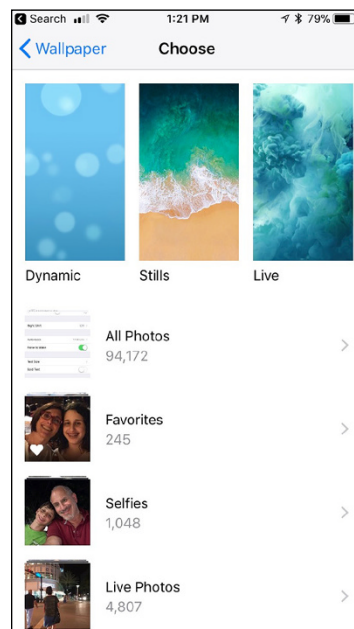 Search 1:21 PM 79%
Wallpaper Choose
Dynamic Stills Live
All Photos
94,172
Favorites
245
Selfies
1,048
Live Photos
4,807